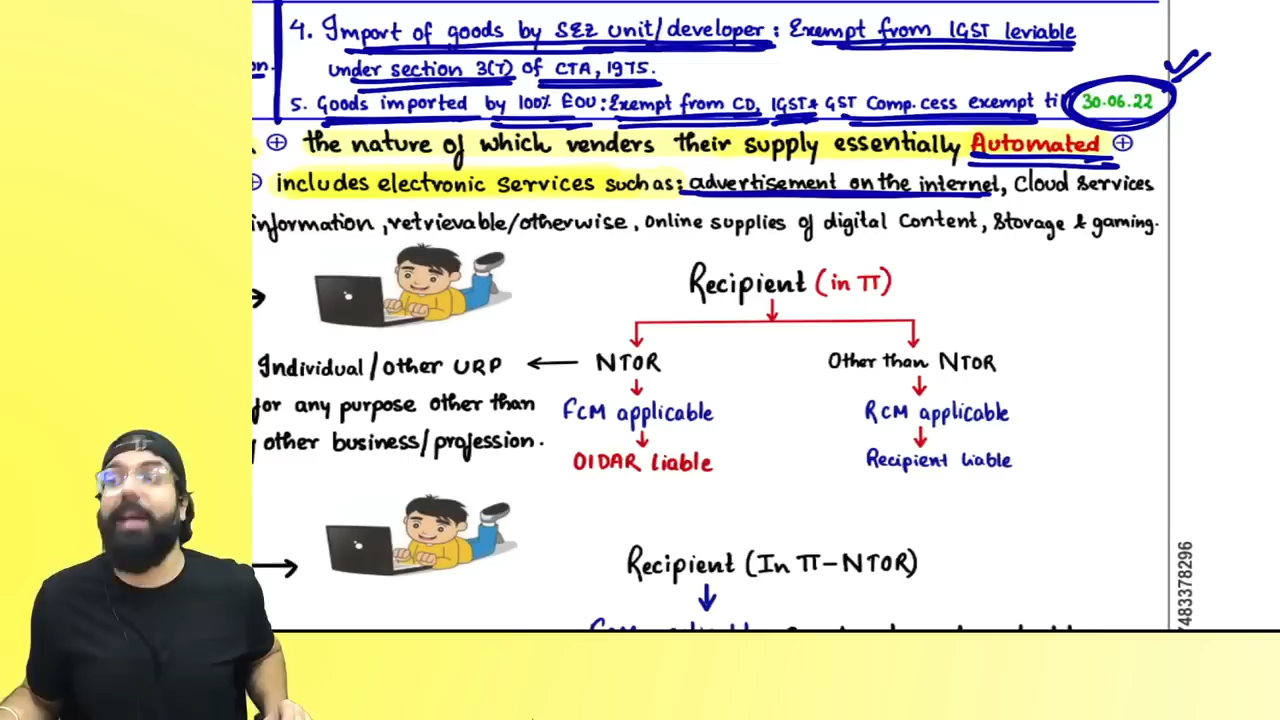 4. Import of goods by SEZ unit/developer : Exempt from IGST leviable
on.
under section 3(7) of CTA, 1975.
5. Goods imported by 100% EOU : Exempt from CD, IGST & GST Comp. cess exempt til 30.06.22
⊕ the nature of which venders their supply essentially Automated ⊕
⊕ includes electronic services such as : advertisement on the internet, Cloud Services
information, retrievable/otherwise, Online supplies of digital Content, Storage & gaming.
Recipient (in TT)
Individual/other URP ← NTOR
Other than NTOR
for any purpose other than
FCM applicable
RCM applicable
y other business/profession.
OIDAR liable
Recipient liable
Recipient (In TT-NTOR)
7483378296